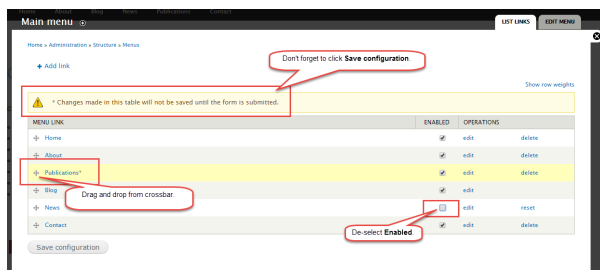 Home About Blog News Publications Contact
Main menu
LIST LINKS EDIT MENU
Home » Administration » Structure » Menus
Don't forget to click Save configuration.
+ Add link
Show row weights
* Changes made in this table will not be saved until the form is submitted.
MENU LINK ENABLED OPERATIONS
Home edit delete
About edit delete
Publications* edit delete
Blog edit
Drag and drop from crossbar.
News edit reset
De-select Enabled.
Contact edit delete
Save configuration